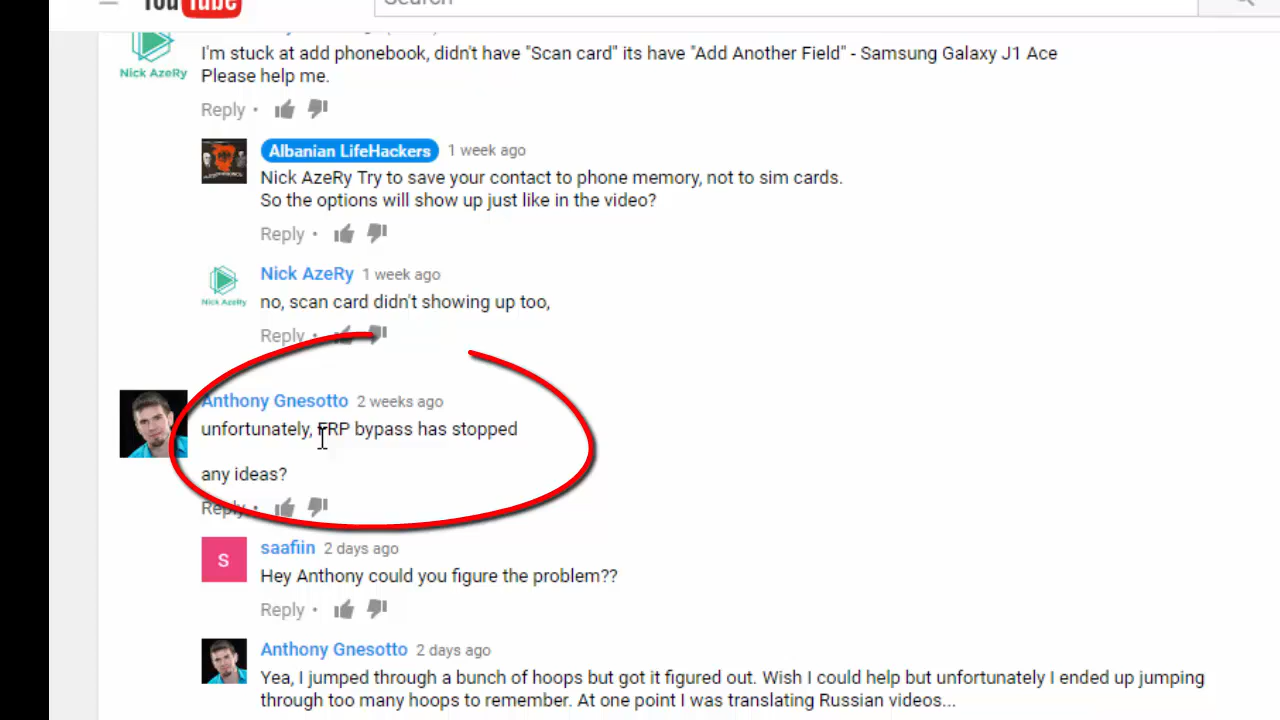 YouTube
Search
Nick AzeRy
I'm stuck at add phonebook, didn't have "Scan card" its have "Add Another Field" - Samsung Galaxy J1 Ace
Please help me.
Reply •
Albanian LifeHackers 1 week ago
Nick AzeRy Try to save your contact to phone memory, not to sim cards.
So the options will show up just like in the video?
Reply •
Nick AzeRy 1 week ago
Nick AzeRy
no, scan card didn't showing up too,
Reply •
Anthony Gnesotto 2 weeks ago
unfortunately, FRP bypass has stopped
any ideas?
Reply •
S
saafiin 2 days ago
Hey Anthony could you figure the problem??
Reply •
Anthony Gnesotto 2 days ago
Yea, I jumped through a bunch of hoops but got it figured out. Wish I could help but unfortunately I ended up jumping
through too many hoops to remember. At one point I was translating Russian videos...